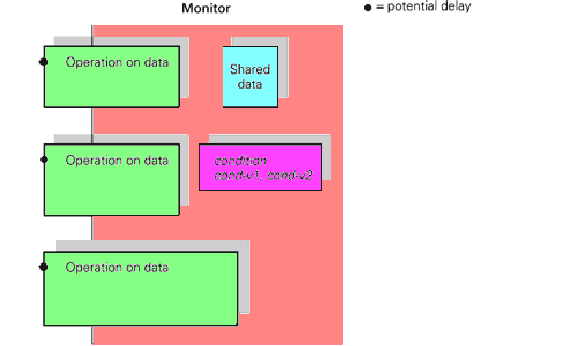 Monitor
● = potential delay
Operation on data
Shared
data
Operation on data
condition
cond-v1, cond-v2
Operation on data